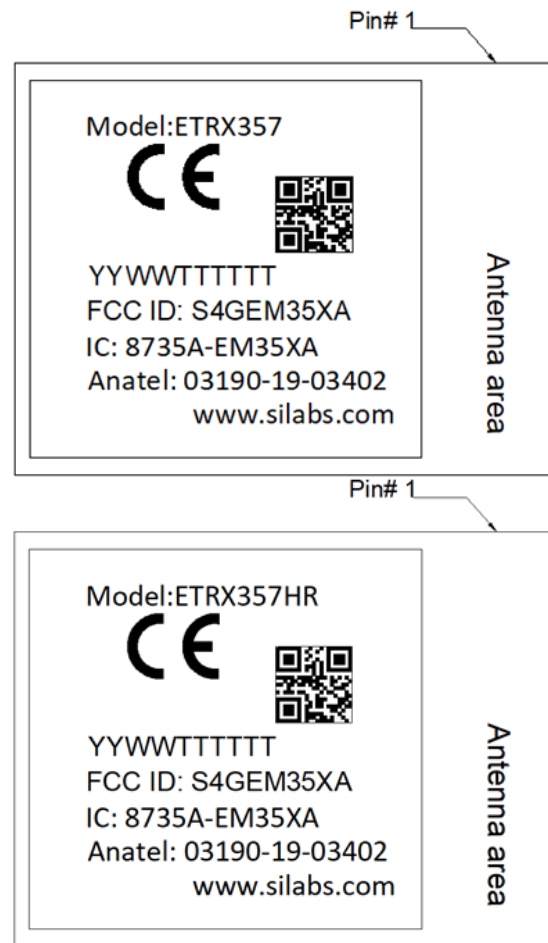 Pin# 1
Model:ETRX357
CE
YYWWTTTTTT
FCC ID: S4GEM35XA
IC: 8735A-EM35XA
Anatel: 03190-19-03402
www.silabs.com
Antenna area
Pin# 1
Model:ETRX357HR
CE
YYWWTTTTTT
FCC ID: S4GEM35XA
IC: 8735A-EM35XA
Anatel: 03190-19-03402
www.silabs.com
Antenna area